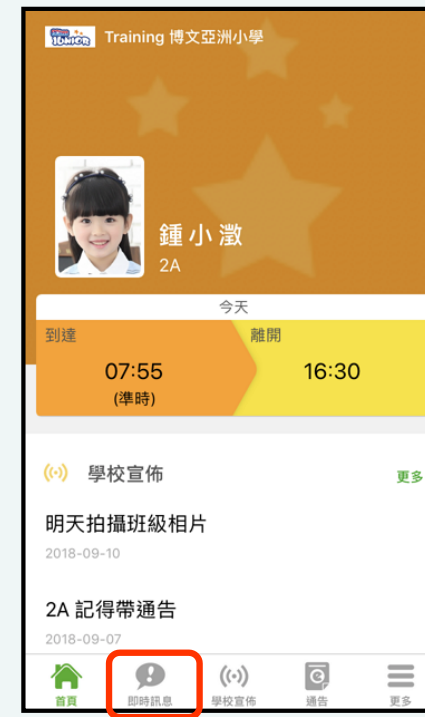 JUNIOR
Training 博文亞洲小學
鍾小澂
2A
今天
到達
離開
07:55
16:30
(準時)
學校宣佈
更多
明天拍攝班級相片
2018-09-10
2A 記得帶通告
2018-09-07
首頁
即時訊息
學校宣佈
通告
更多